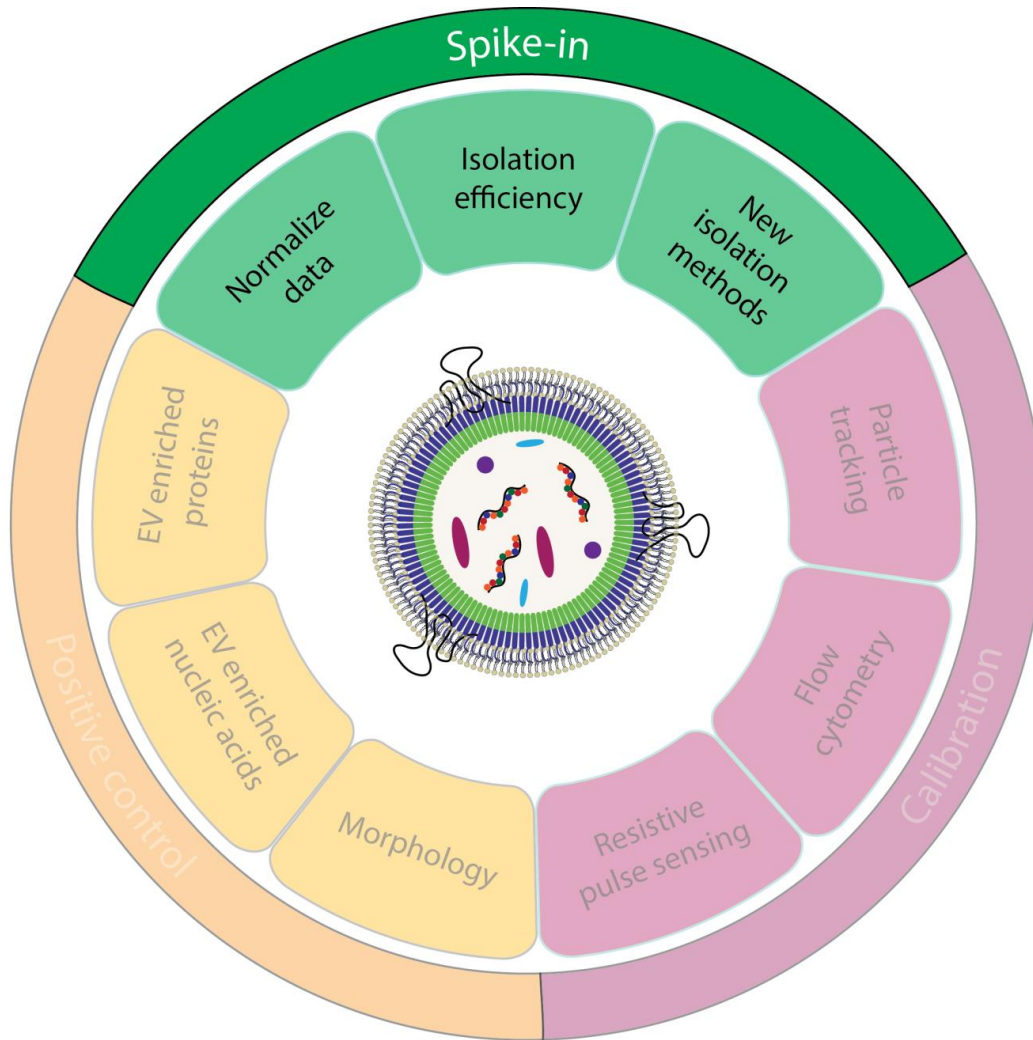 Spike-in
Normalize
data
Isolation
efficiency
New
isolation
methods
Particle
tracking
Flow
cytometry
Resistive
pulse sensing
Calibration
Morphology
EV enriched
nucleic acids
EV enriched
proteins
Positive control